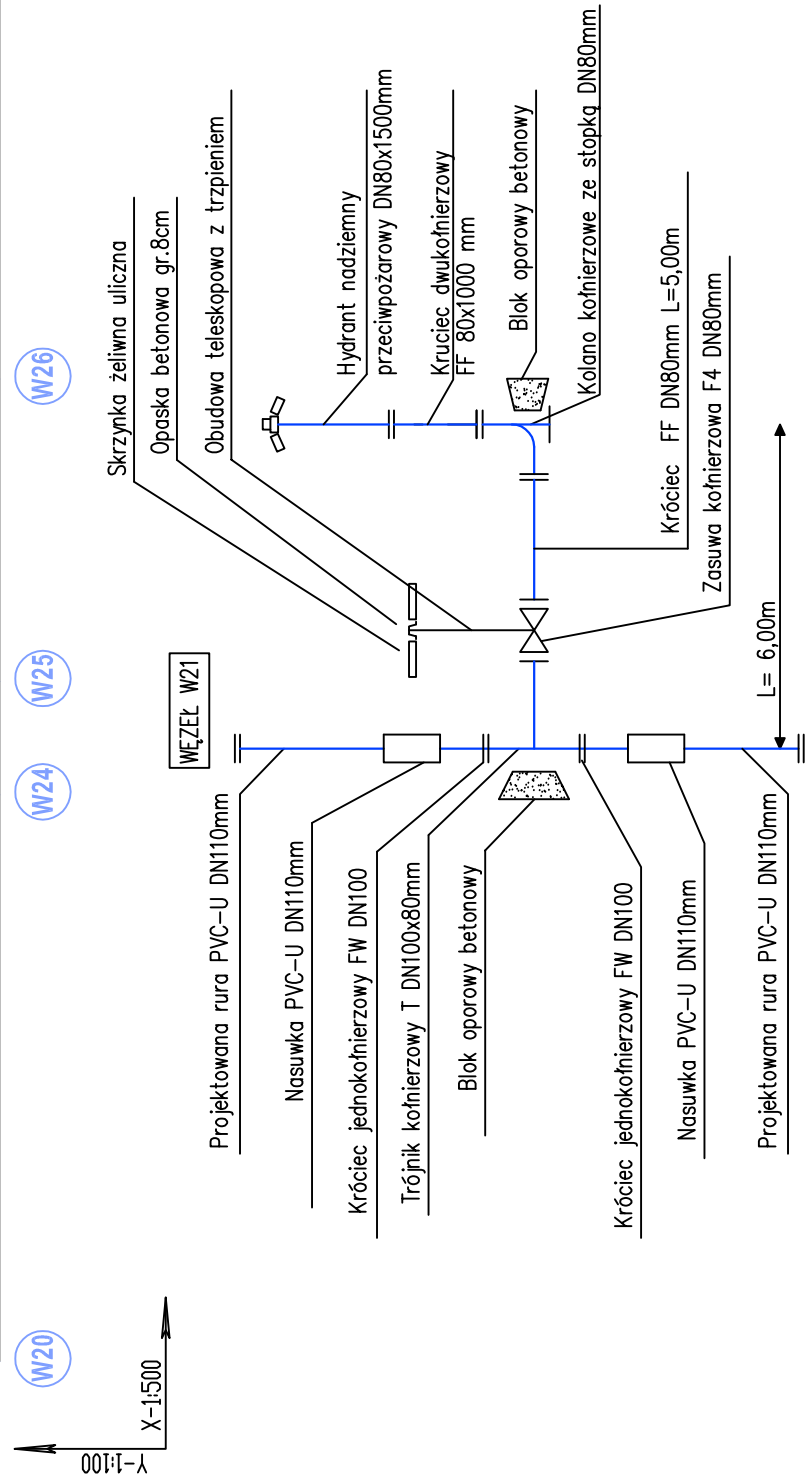 W20
W24
W25
W26
Y-1:100
X-1:500
WĘZEŁ W21
Skrzynka żeliwna uliczna
Opaska betonowa gr.8cm
Obudowa teleskopowa z trzpieniem
Hydrant nadziemny
przeciwpożarowy DN80x1500mm
Kruciec dwukołnierzowy
FF 80x1000 mm
Blok oporowy betonowy
Kolano kołnierzowe ze stopką DN80mm
Króciec FF DN80mm L=5,00m
Zasuwa kołnierzowa F4 DN80mm
L= 6,00m
Projektowana rura PVC-U DN110mm
Nasuwka PVC-U DN110mm
Króciec jednokołnierzowy FW DN100
Trójnik kołnierzowy T DN100x80mm
Blok oporowy betonowy
Króciec jednokołnierzowy FW DN100
Nasuwka PVC-U DN110mm
Projektowana rura PVC-U DN110mm